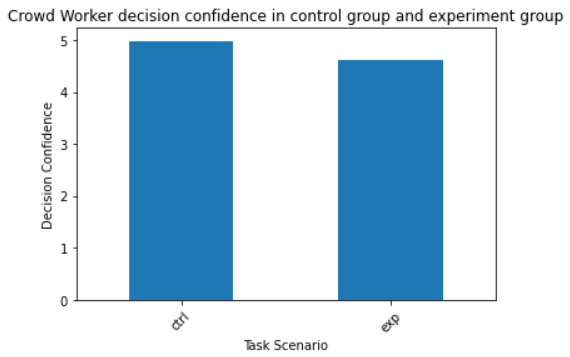 Crowd Worker decision confidence in control group and experiment group
5
4
3
2
1
0
Decision Confidence
ctrl
exp
Task Scenario